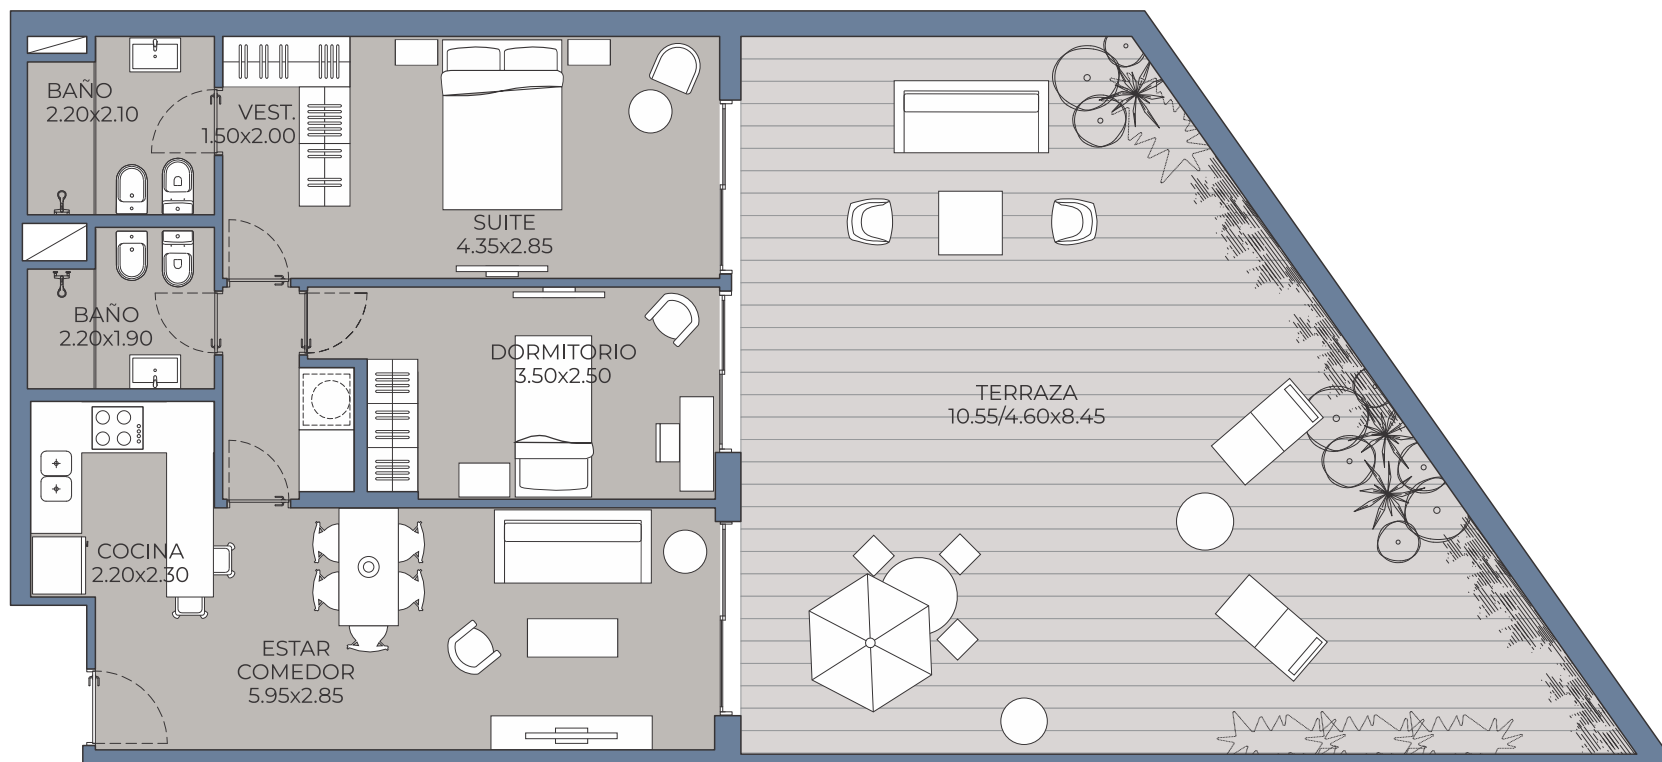 BAÑO
2.20x2.10
VEST.
1.50x2.00
SUITE
4.35x2.85
BAÑO
2.20x1.90
DORMITORIO
3.50x2.50
TERRAZA
10.55/4.60x8.45
COCINA
2.20x2.30
ESTAR
COMEDOR
5.95x2.85